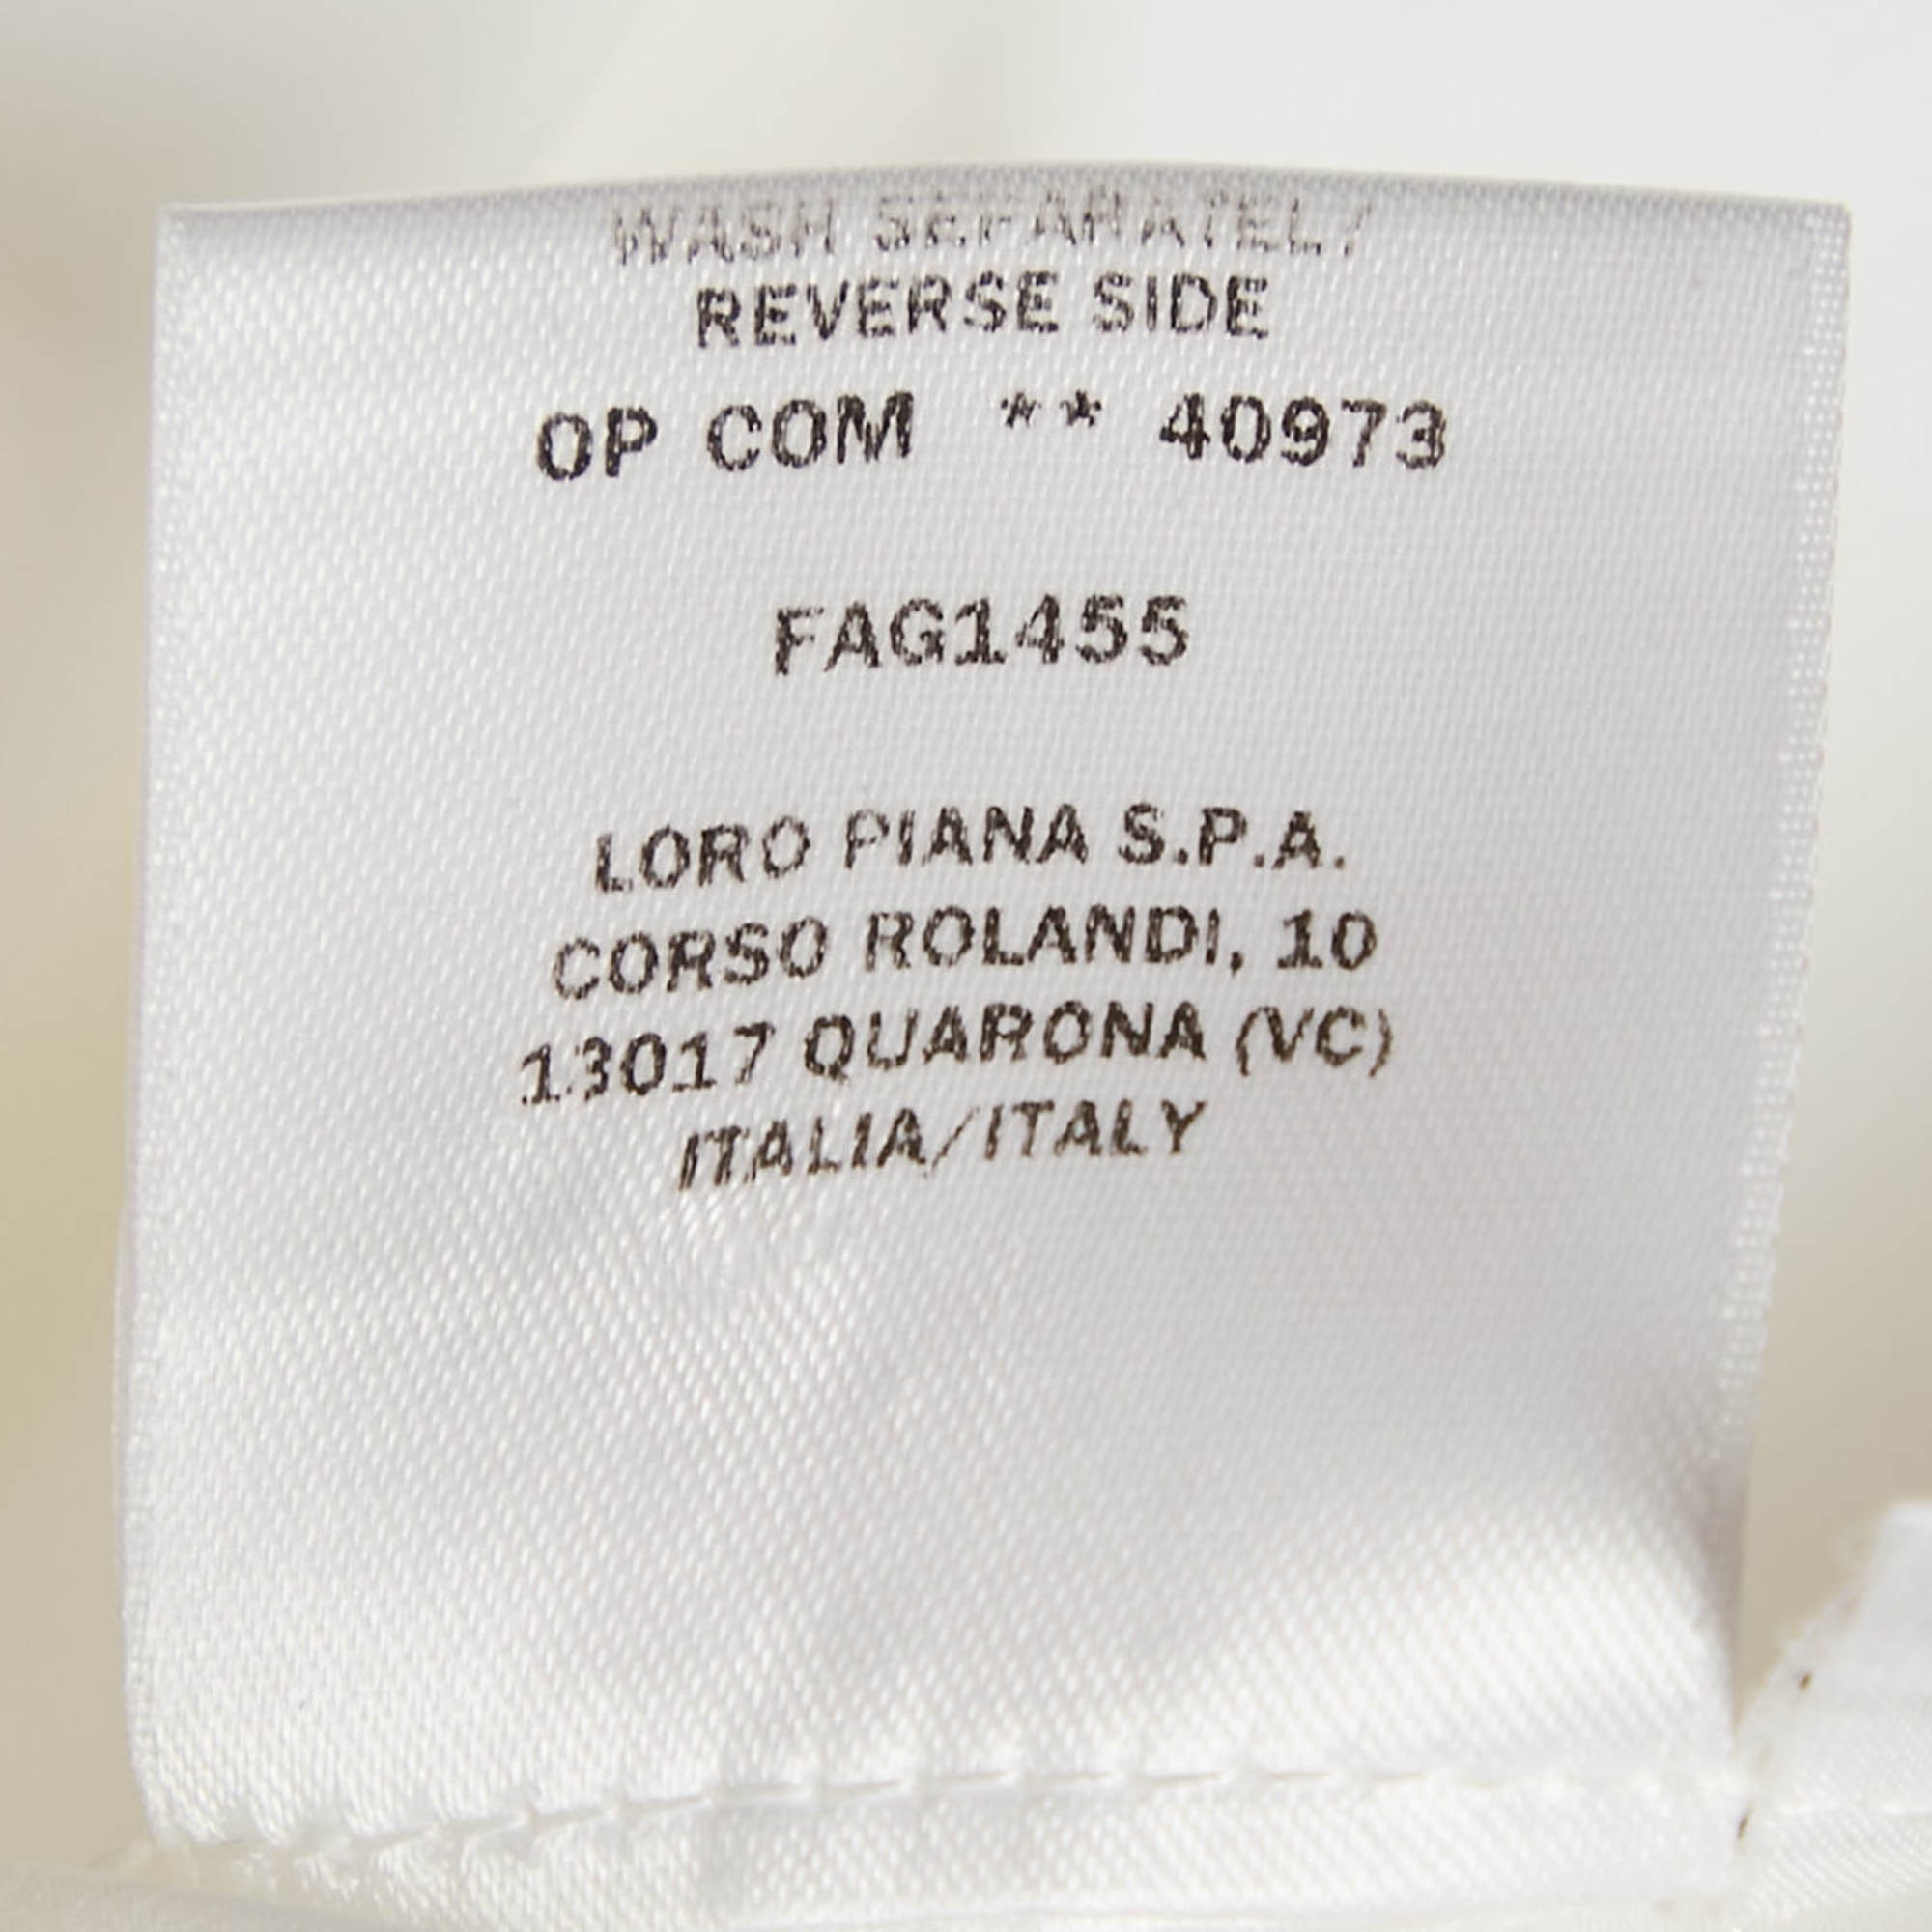 WASH SEPARATELY
REVERSE SIDE
OP COM ** 40973
FAG1455
LORO PIANA S.P.A.
CORSO ROLANDI, 10
13017 QUARONA (VC)
ITALIA/ITALY